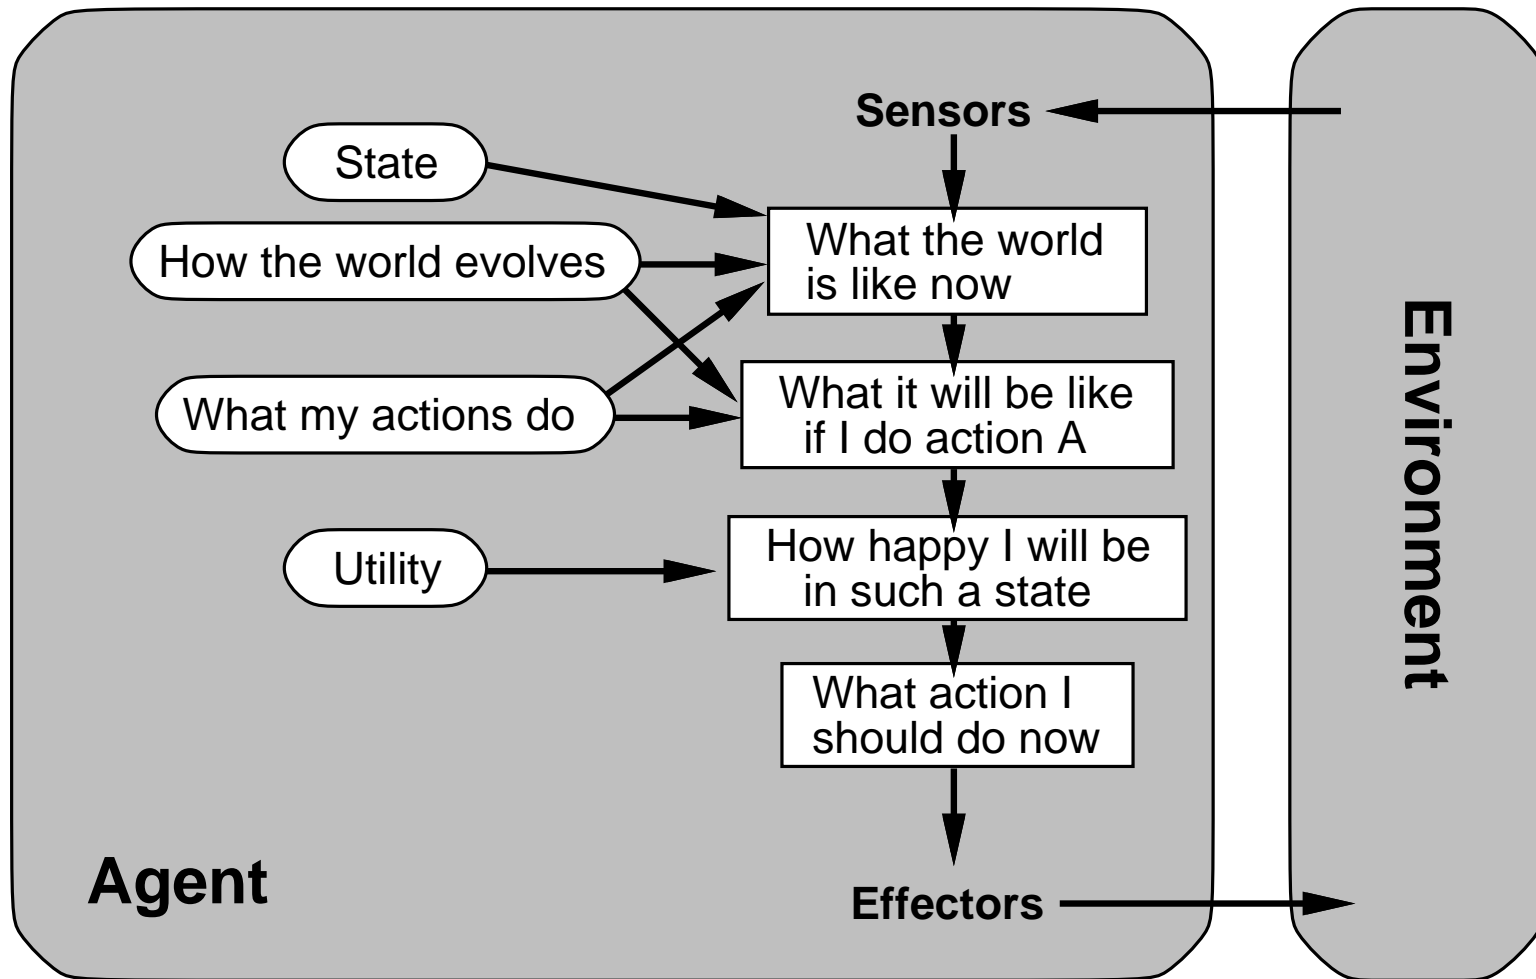 Sensors
State
What the world
is like now
How the world evolves
What my actions do
What it will be like
if I do action A
Utility
How happy I will be
in such a state
What action I
should do now
Agent
Effectors
Environment